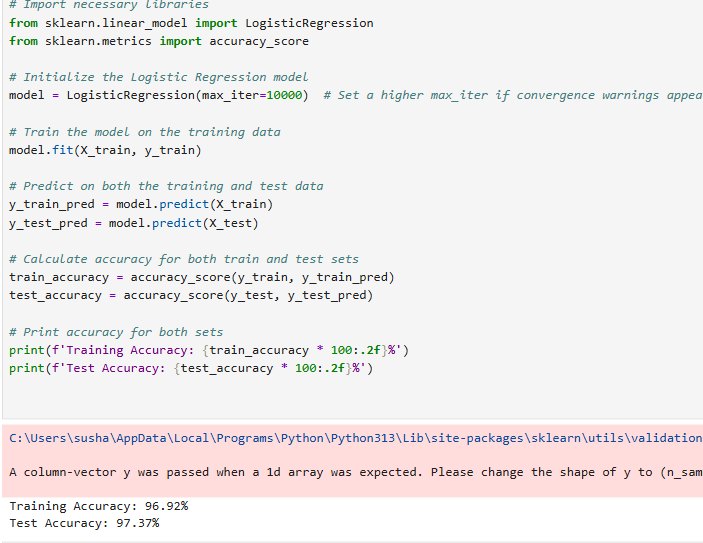 # Import necessary libraries
from sklearn.linear_model import LogisticRegression
from sklearn.metrics import accuracy_score
# Initialize the Logistic Regression model
model = LogisticRegression(max_iter=10000)  # Set a higher max_iter if convergence warnings appea
# Train the model on the training data
model.fit(X_train, y_train)
# Predict on both the training and test data
y_train_pred = model.predict(X_train)
y_test_pred = model.predict(X_test)
# Calculate accuracy for both train and test sets
train_accuracy = accuracy_score(y_train, y_train_pred)
test_accuracy = accuracy_score(y_test, y_test_pred)
# Print accuracy for both sets
print(f'Training Accuracy: {train_accuracy * 100:.2f}%')
print(f'Test Accuracy: {test_accuracy * 100:.2f}%')
C:\Users\susha\AppData\Local\Programs\Python\Python313\Lib\site-packages\sklearn\utils\validation
A column-vector y was passed when a 1d array was expected. Please change the shape of y to (n_sam
Training Accuracy: 96.92%
Test Accuracy: 97.37%